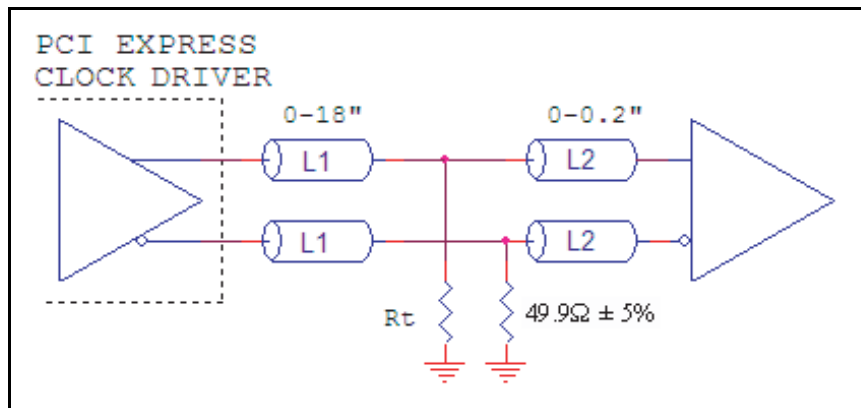 PCI EXPRESS
CLOCK DRIVER
0-18" 0-0.2"
L1 L2
L1 L2
Rt 49.9Ω ± 5%